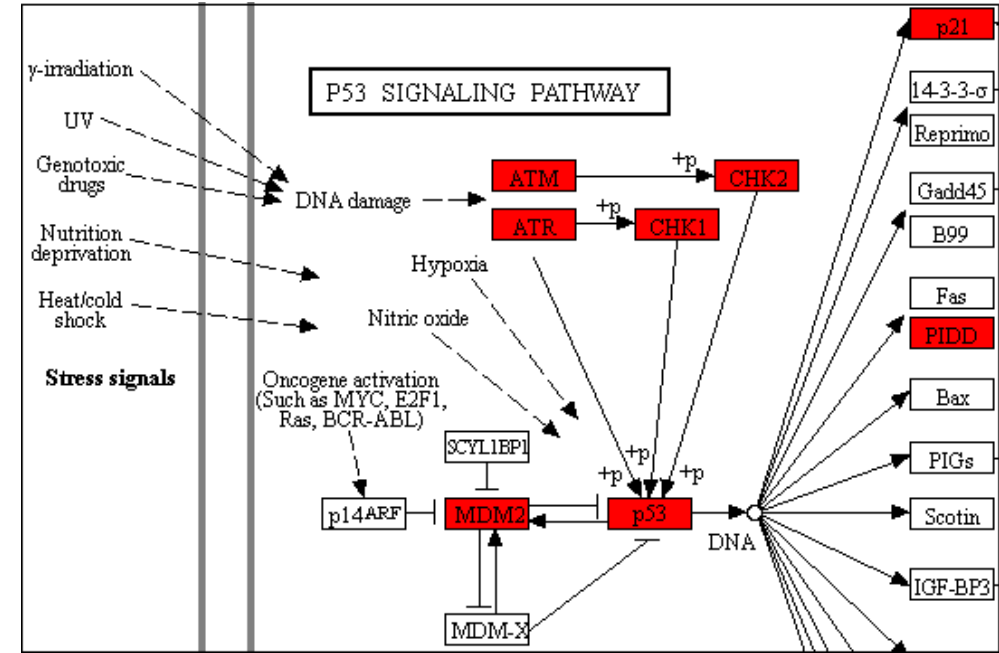 p21
γ-irradiation
P53 SIGNALING PATHWAY
14-3-3-σ
UV
Reprimo
Genotoxic
drugs
+p
ATM
CHK2
DNA damage
Gadd45
+p
ATR
CHK1
B99
Nutrition
deprivation
Hypoxia
Fas
Heat/cold
shock
Nitric oxide
PIDD
Stress signals
Oncogene activation
(Such as MYC, E2F1,
Ras, BCR-ABL)
Bax
SCYL1BP1
+p
+p
+p
PIGs
p14ARF
MDM2
p53
DNA
Scotin
MDM-X
IGF-BP3